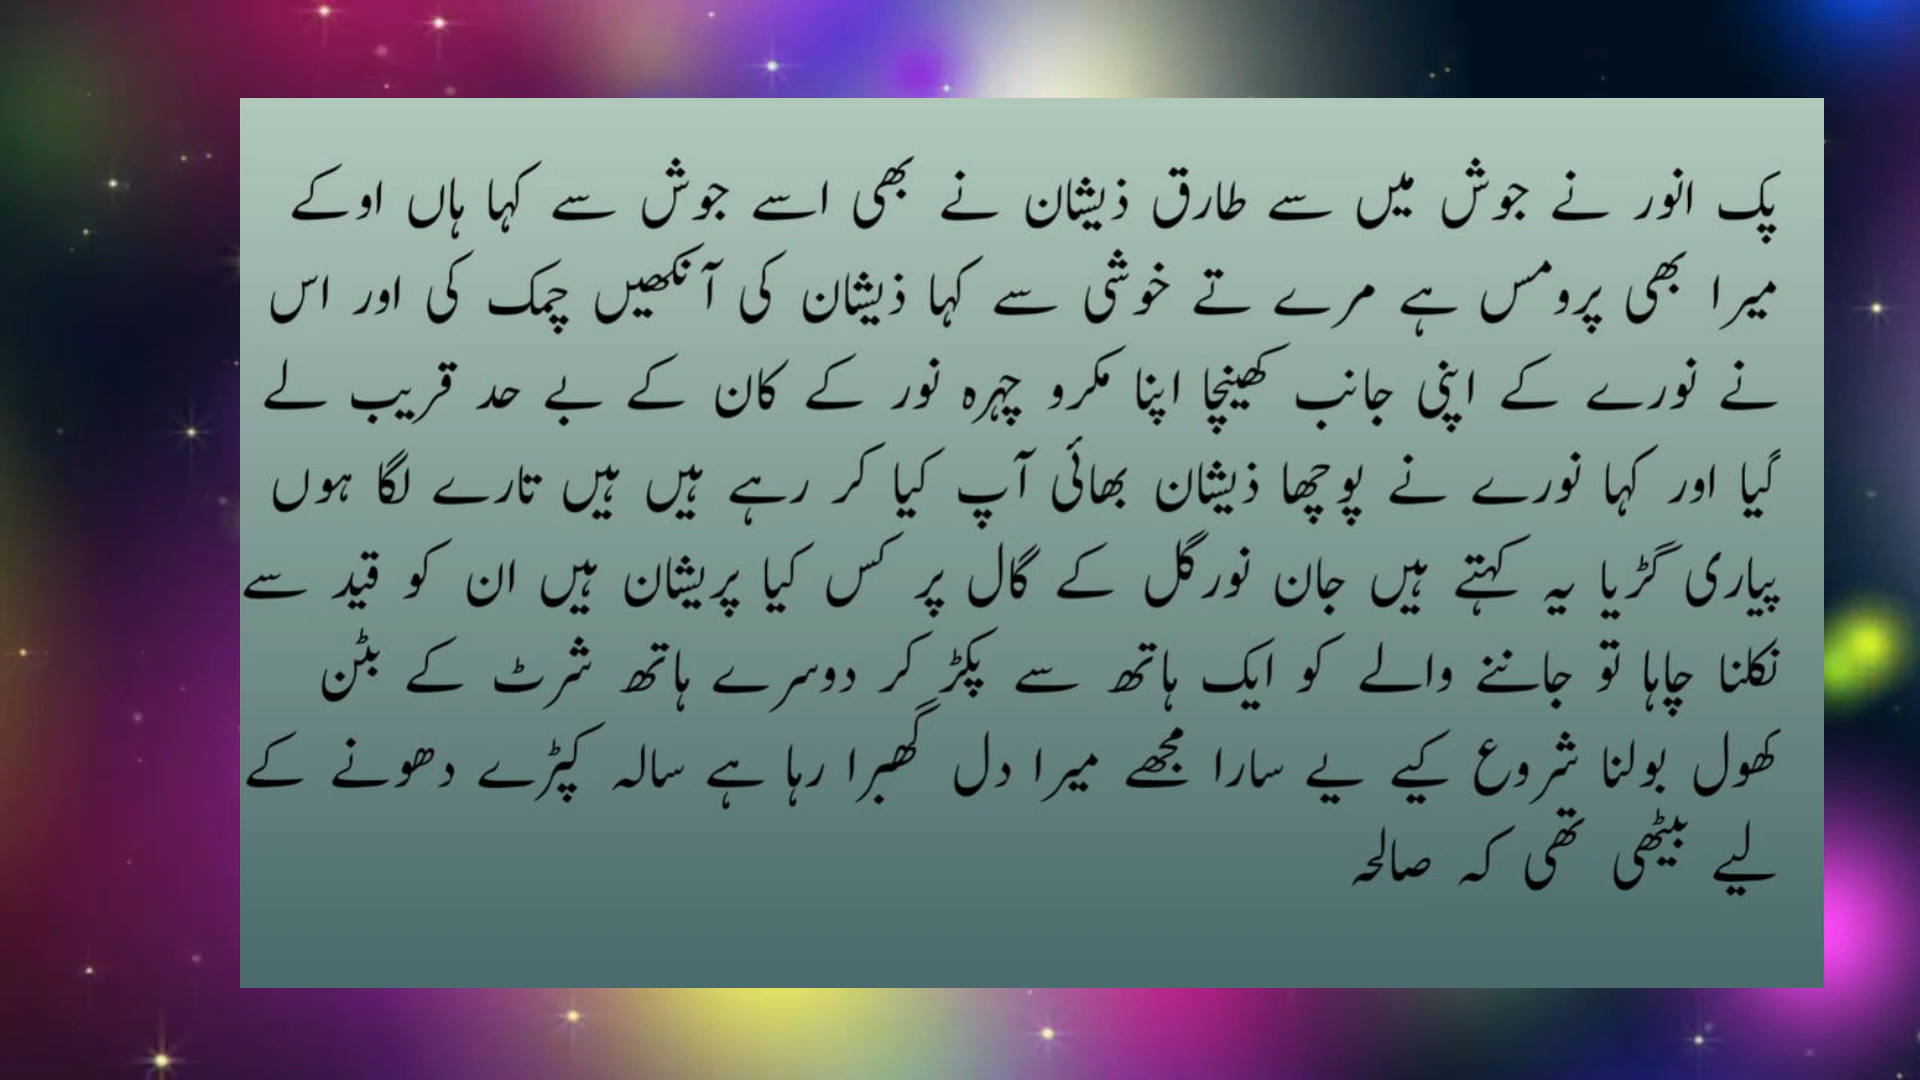 پک انور نے جوش میں سے طارق ذیشان نے بھی اسے جوش سے کہا ہاں اوکے
میرا بھی پرومس ہے مرے تے خوشی سے کہا ذیشان کی آنکھیں چمک کی اور اس
نے نورے کے اپنی جانب کھینچا اپنا مکرو چہرہ نور کے کان کے بے حد قریب لے
گیا اور کہا نورے نے پوچھا ذیشان بھائی آپ کیا کر رہے ہیں ہیں تارے لگا ہوں
پیاری گڑیا یہ کہتے ہیں جان نورگل کے گال پر کس کیا پریشان ہیں ان کو قید سے
نکلنا چاہا تو جاننے والے کو ایک ہاتھ سے پکڑ کر دوسرے ہاتھ شرٹ کے بٹن
کھول بولنا شروع کیے یے سارا مجھے میرا دل گھبرا رہا ہے سالہ کپڑے دھونے کے
لیے بیٹھی تھی کہ صالحہ